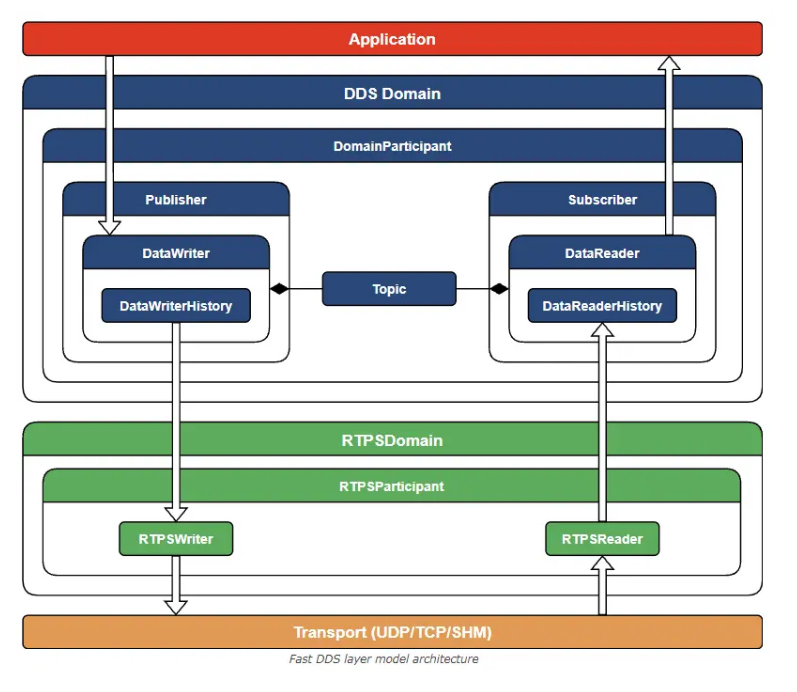 Application
DDS Domain
DomainParticipant
Publisher
Subscriber
DataWriter
DataReader
Topic
DataWriterHistory
DataReaderHistory
RTPSDomain
RTPSParticipant
RTPSWriter
RTPSReader
Transport (UDP/TCP/SHM)
Fast DDS layer model architecture